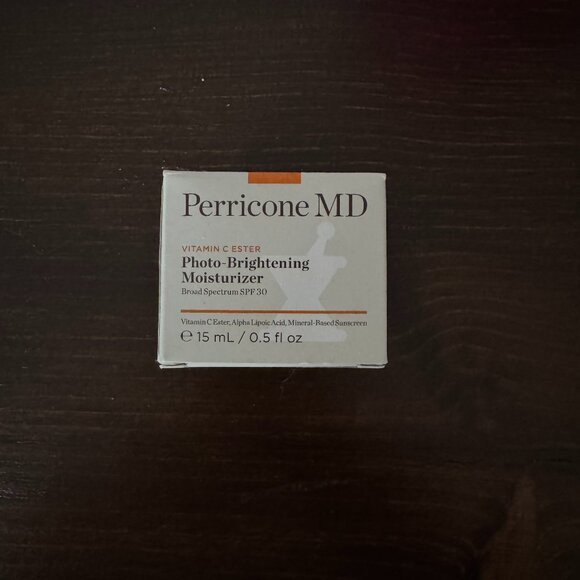 Perricone MD
VITAMIN C ESTER
Photo-Brightening
Moisturizer
Broad Spectrum SPF 30
Vitamin C Ester, Alpha Lipoic Acid, Mineral-Based Sunscreen
℮ 15 mL / 0.5 fl oz